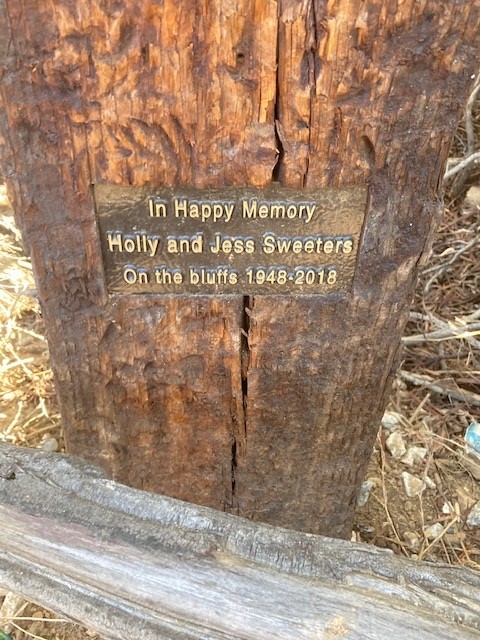 In Happy Memory
Holly and Jess Sweeters
On the bluffs 1948-2018